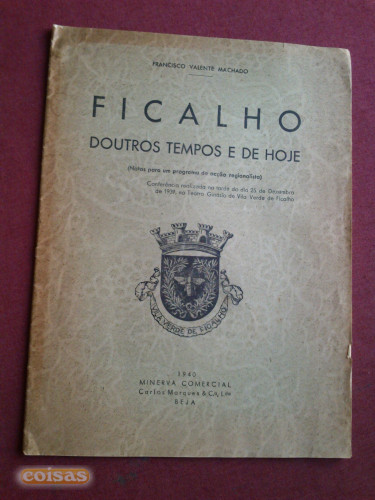 FRANCISCO VALENTE MACHADO
FICALHO
DOUTROS TEMPOS E DE HOJE
(Notas para um programa de acção regionalista)
Conferência realizada na noite do dia 25 de Dezembro
de 1939, no Teatro Ginásio de Vila Verde de Ficalho
VILA VERDE DE FICALHO
1940
MINERVA COMERCIAL
Carlos Marques & C.ª, L.da
BEJA
coisas